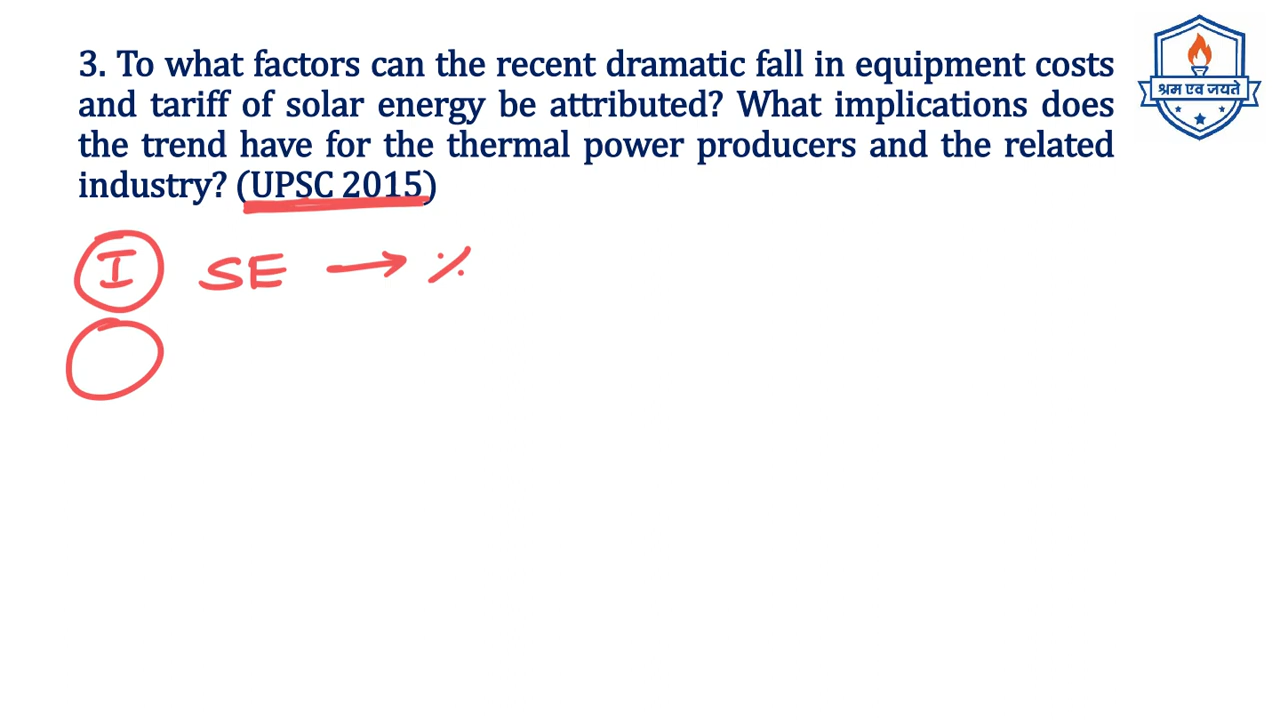 3. To what factors can the recent dramatic fall in equipment costs
and tariff of solar energy be attributed? What implications does
the trend have for the thermal power producers and the related
industry? (UPSC 2015)
श्रम एव जयते
I SE → %